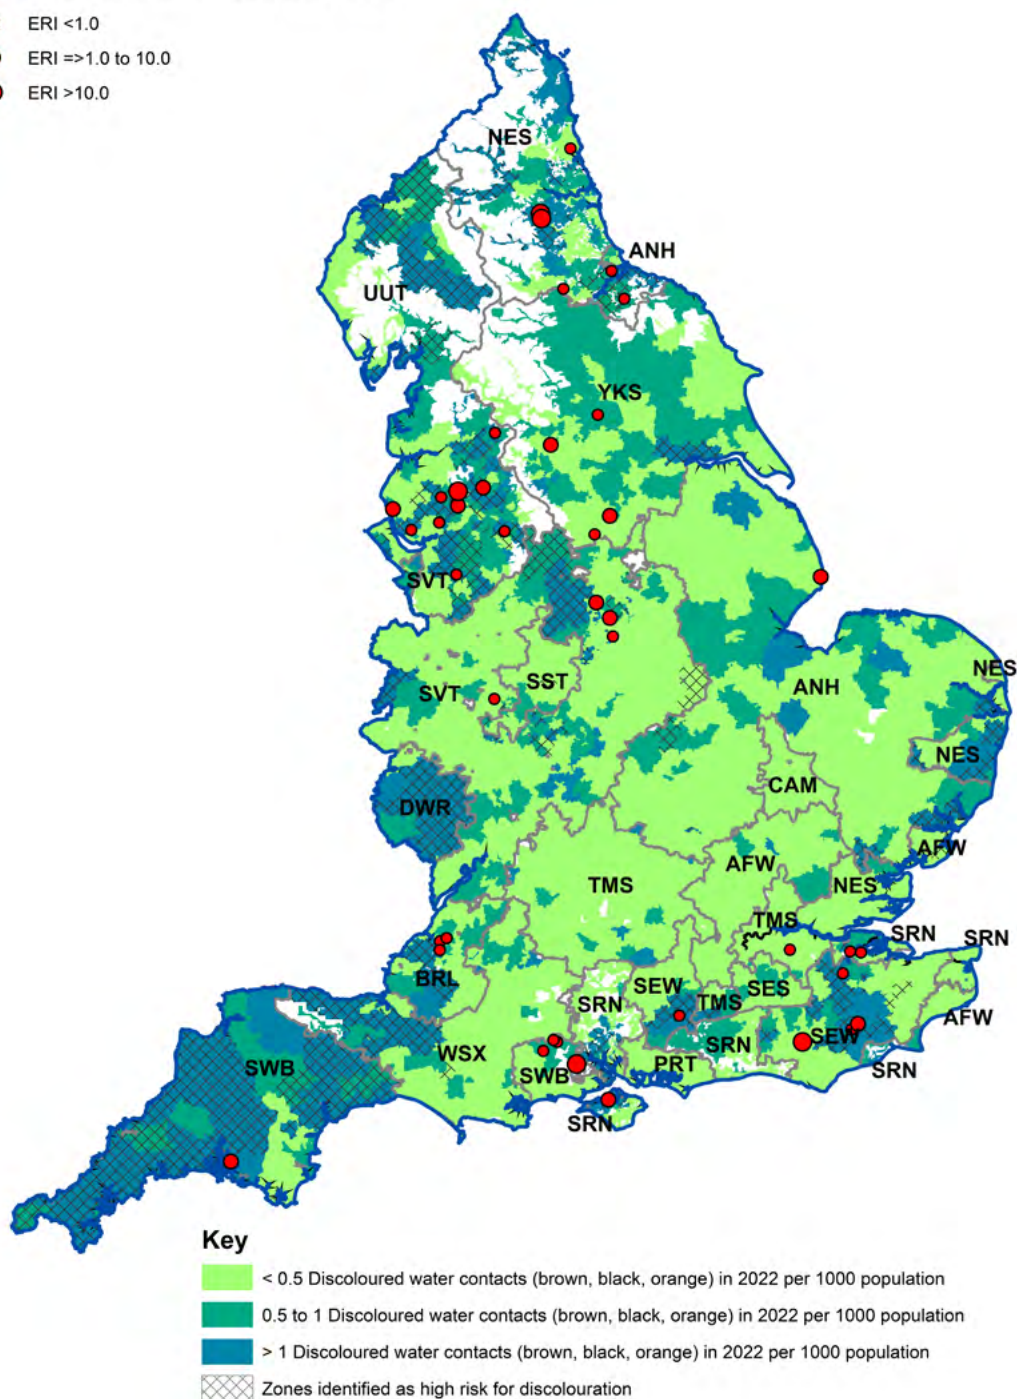 ERI <1.0
ERI =>1.0 to 10.0
ERI >10.0
NES
ANH
UUT
YKS
SVT
SVT
SST
ANH
NES
NES
DWR
CAM
AFW
AFW
TMS
NES
TMS
SRN
SRN
BRL
SEW
SRN
TMS
SES
AFW
WSX
SWB
SRN
SEW
SWB
PRT
SRN
SRN
Key
< 0.5 Discoloured water contacts (brown, black, orange) in 2022 per 1000 population
0.5 to 1 Discoloured water contacts (brown, black, orange) in 2022 per 1000 population
> 1 Discoloured water contacts (brown, black, orange) in 2022 per 1000 population
Zones identified as high risk for discolouration